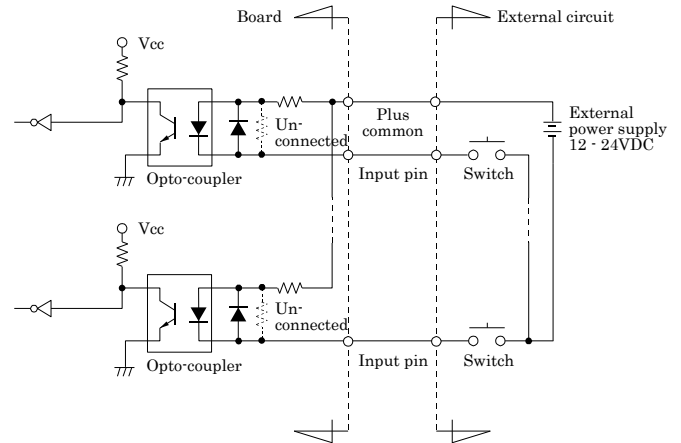 Board
External circuit
Vcc
Plus
common
External
power supply
12 - 24VDC
Un-
connected
Opto-coupler
Input pin
Switch
Vcc
Un-
connected
Opto-coupler
Input pin
Switch